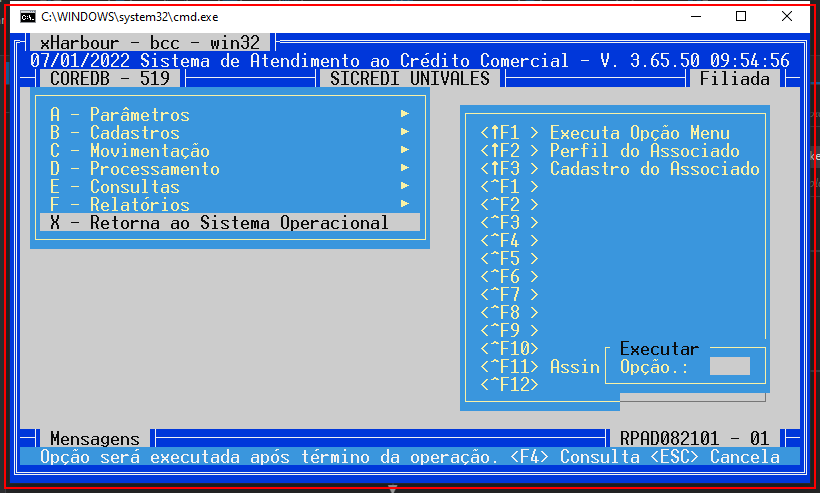 C:\WINDOWS\system32\cmd.exe
xHarbour - bcc - win32
07/01/2022 Sistema de Atendimento ao Crédito Comercial - V. 3.65.50 09:54:56
COREDB - 519 SICREDI UNIVALES Filiada
A - Parâmetros
B - Cadastros
C - Movimentação
D - Processamento
E - Consultas
F - Relatórios
X - Retorna ao Sistema Operacional
<↑F1 > Executa Opção Menu
<↑F2 > Perfil do Associado
<↑F3 > Cadastro do Associado
<^F1 >
<^F2 >
<^F3 >
<^F4 >
<^F5 >
<^F6 >
<^F7 >
<^F8 >
<^F9 >
<^F10>
<^F11> Assin
<^F12>
Executar
Opção.:
Mensagens RPAD082101 - 01
Opção será executada após término da operação. <F4> Consulta <ESC> Cancela